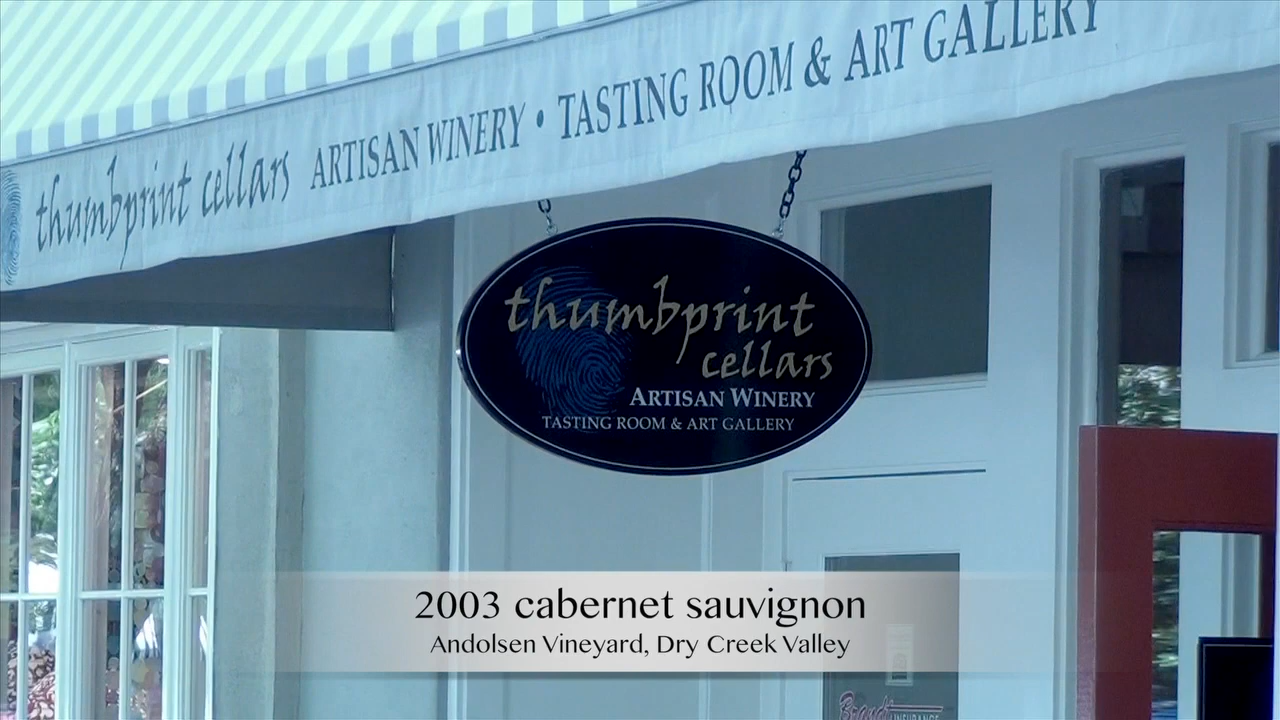 thumbprint cellars ARTISAN WINERY • TASTING ROOM & ART GALLERY
thumbprint
cellars
ARTISAN WINERY
TASTING ROOM & ART GALLERY
2003 cabernet sauvignon
Andolsen Vineyard, Dry Creek Valley
INSURANCE